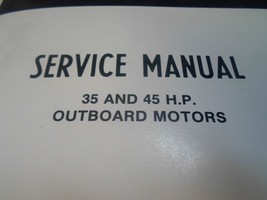 SERVICE MANUAL
35 AND 45 H.P.
OUTBOARD MOTORS